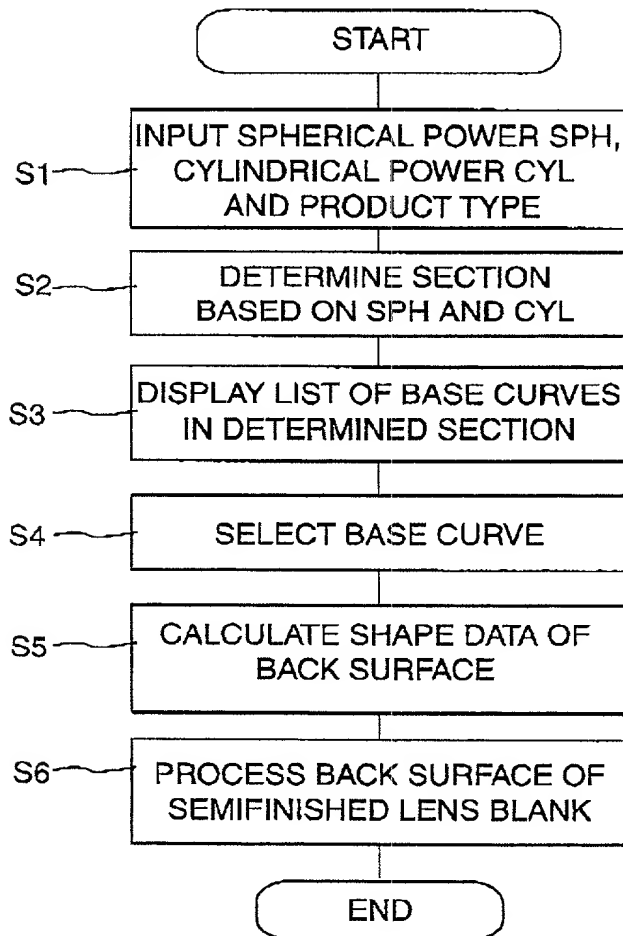 START
S1
INPUT SPHERICAL POWER SPH,
CYLINDRICAL POWER CYL
AND PRODUCT TYPE
S2
DETERMINE SECTION
BASED ON SPH AND CYL
S3
DISPLAY LIST OF BASE CURVES
IN DETERMINED SECTION
S4
SELECT BASE CURVE
S5
CALCULATE SHAPE DATA OF
BACK SURFACE
S6
PROCESS BACK SURFACE OF
SEMIFINISHED LENS BLANK
END